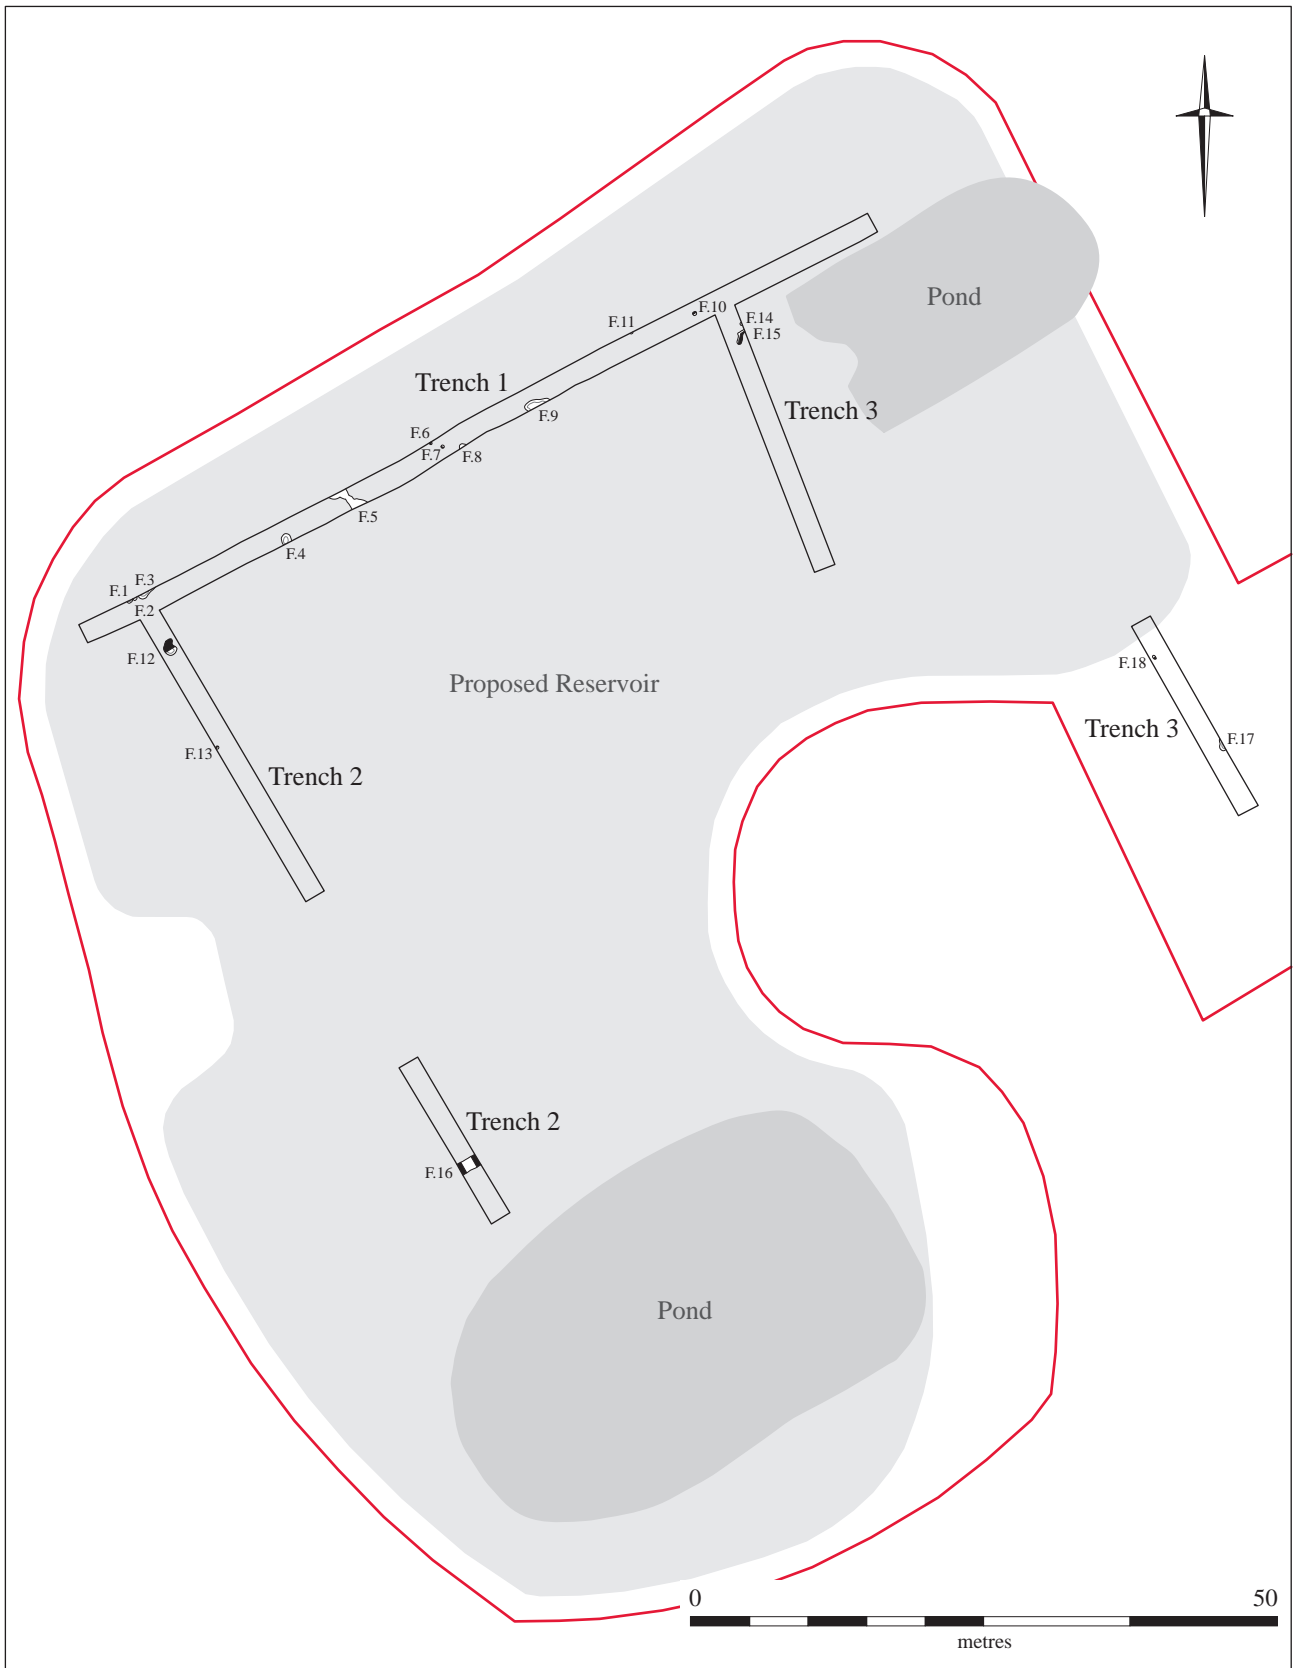 Pond
F.10
F.14
F.11
F.15
Trench 1
Trench 3
F.9
F.6
F.7
F.8
F.5
F.4
F.3
F.1
F.2
F.12
F.18
Proposed Reservoir
Trench 3
F.17
F.13
Trench 2
Trench 2
F.16
Pond
0 50
metres